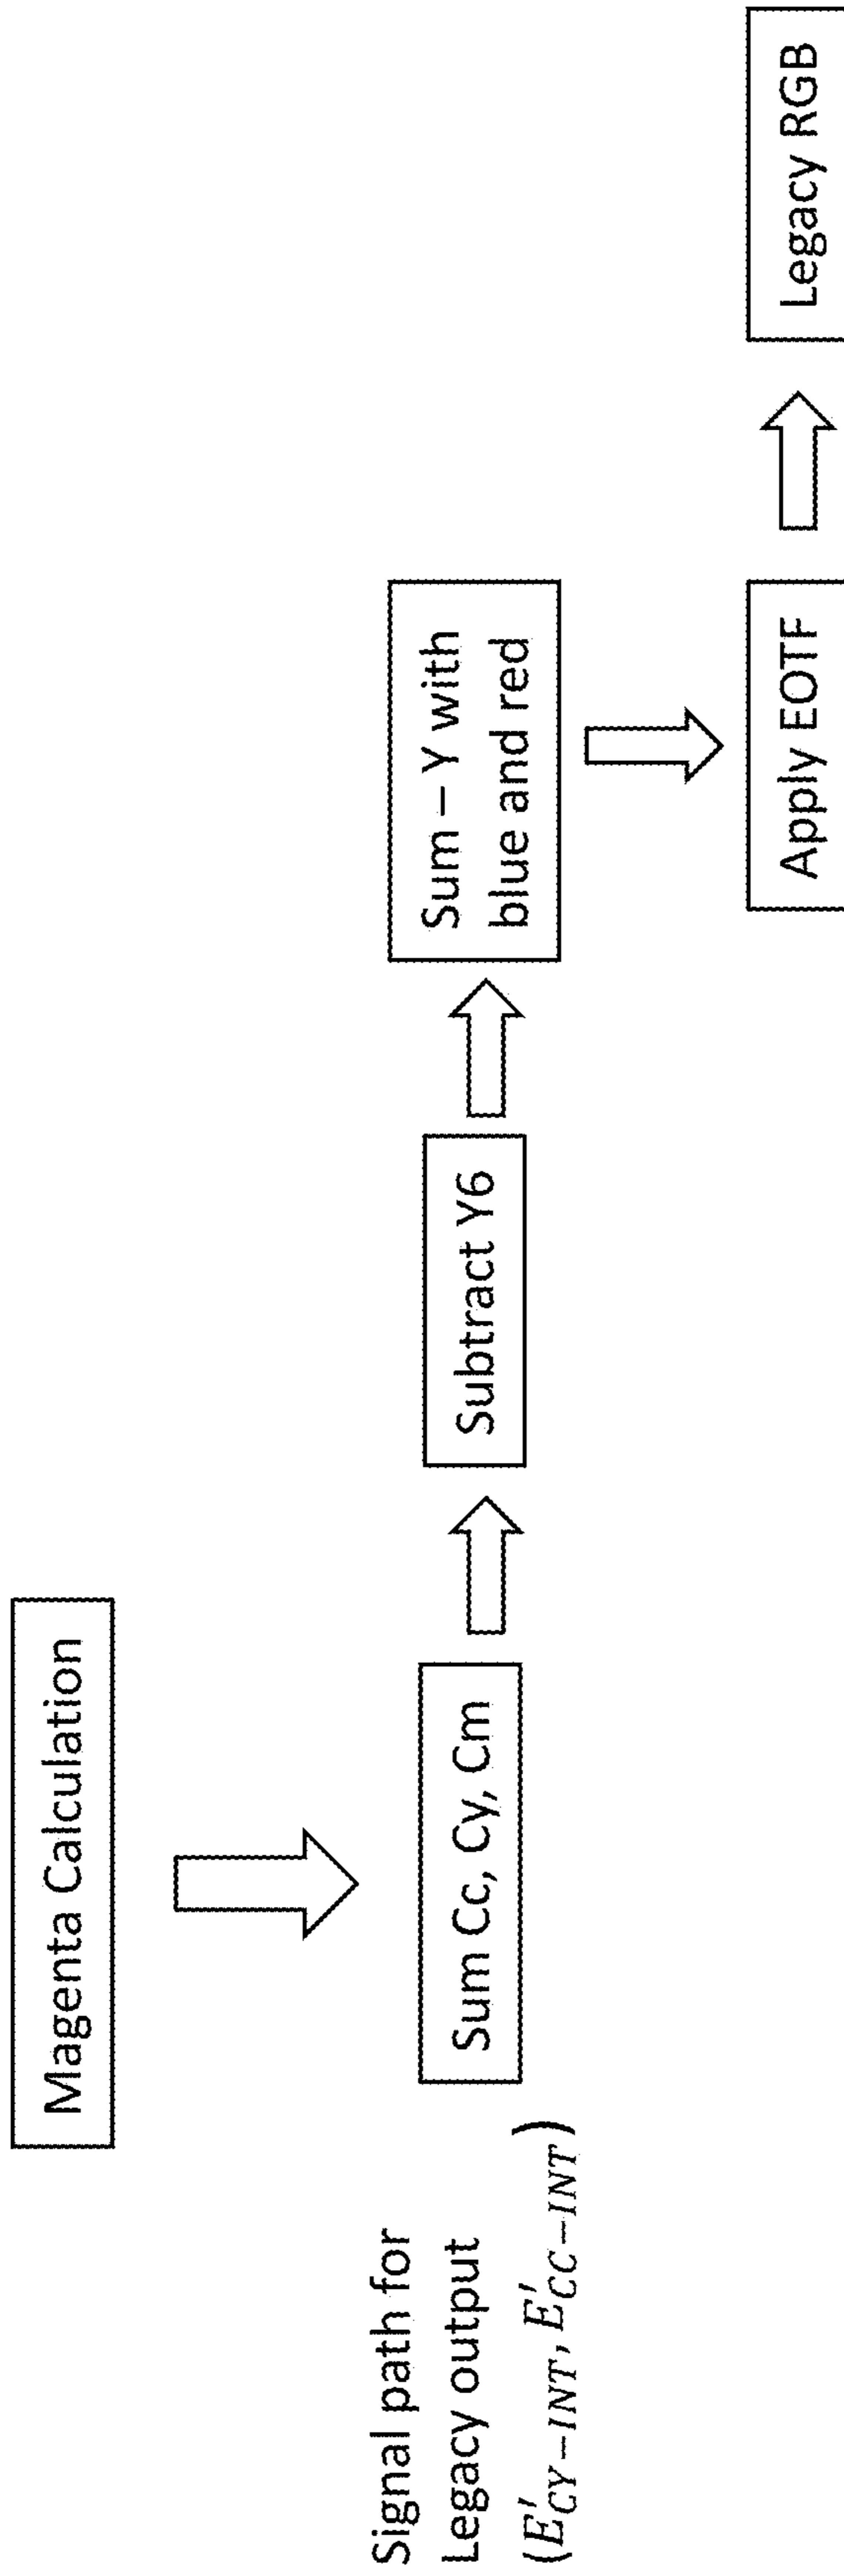 Magenta Calculation
Signal path for
Legacy output
(E'CY−INT, E'CC−INT)
Sum Cc, Cy, Cm
Subtract Y6
Sum – Y with
blue and red
Apply EOTF
Legacy RGB